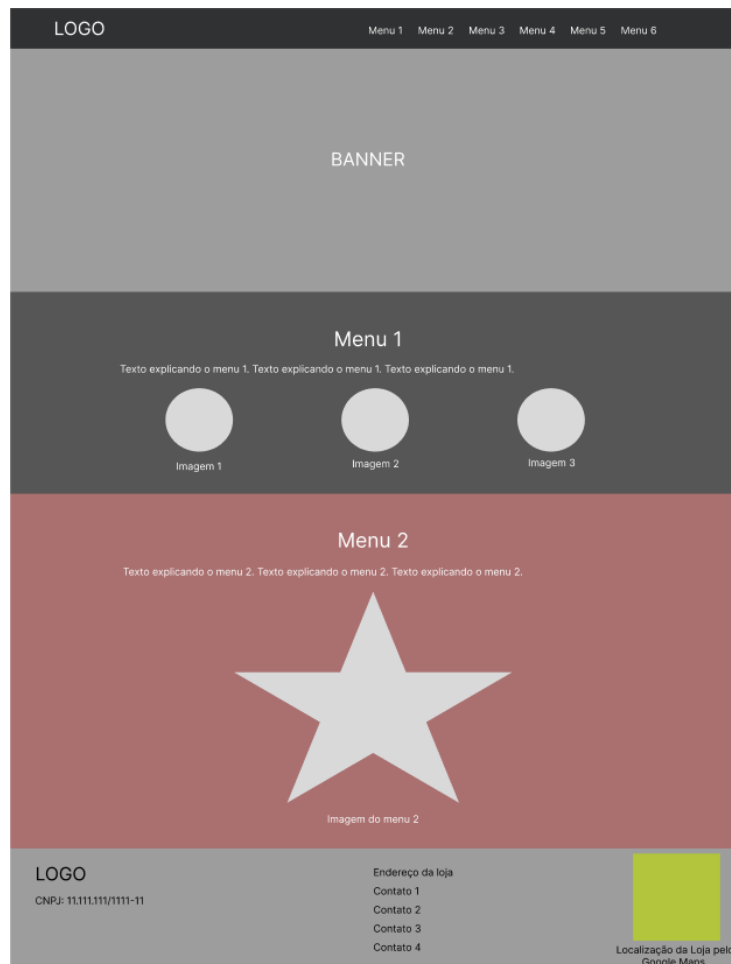 LOGO
Menu 1 Menu 2 Menu 3 Menu 4 Menu 5 Menu 6
BANNER
Menu 1
Texto explicando o menu 1. Texto explicando o menu 1. Texto explicando o menu 1.
Imagem 1
Imagem 2
Imagem 3
Menu 2
Texto explicando o menu 2. Texto explicando o menu 2. Texto explicando o menu 2.
Imagem do menu 2
LOGO
CNPJ: 11.111.111/1111-11
Endereço da loja
Contato 1
Contato 2
Contato 3
Contato 4
Localização da Loja pelo
Google Maps